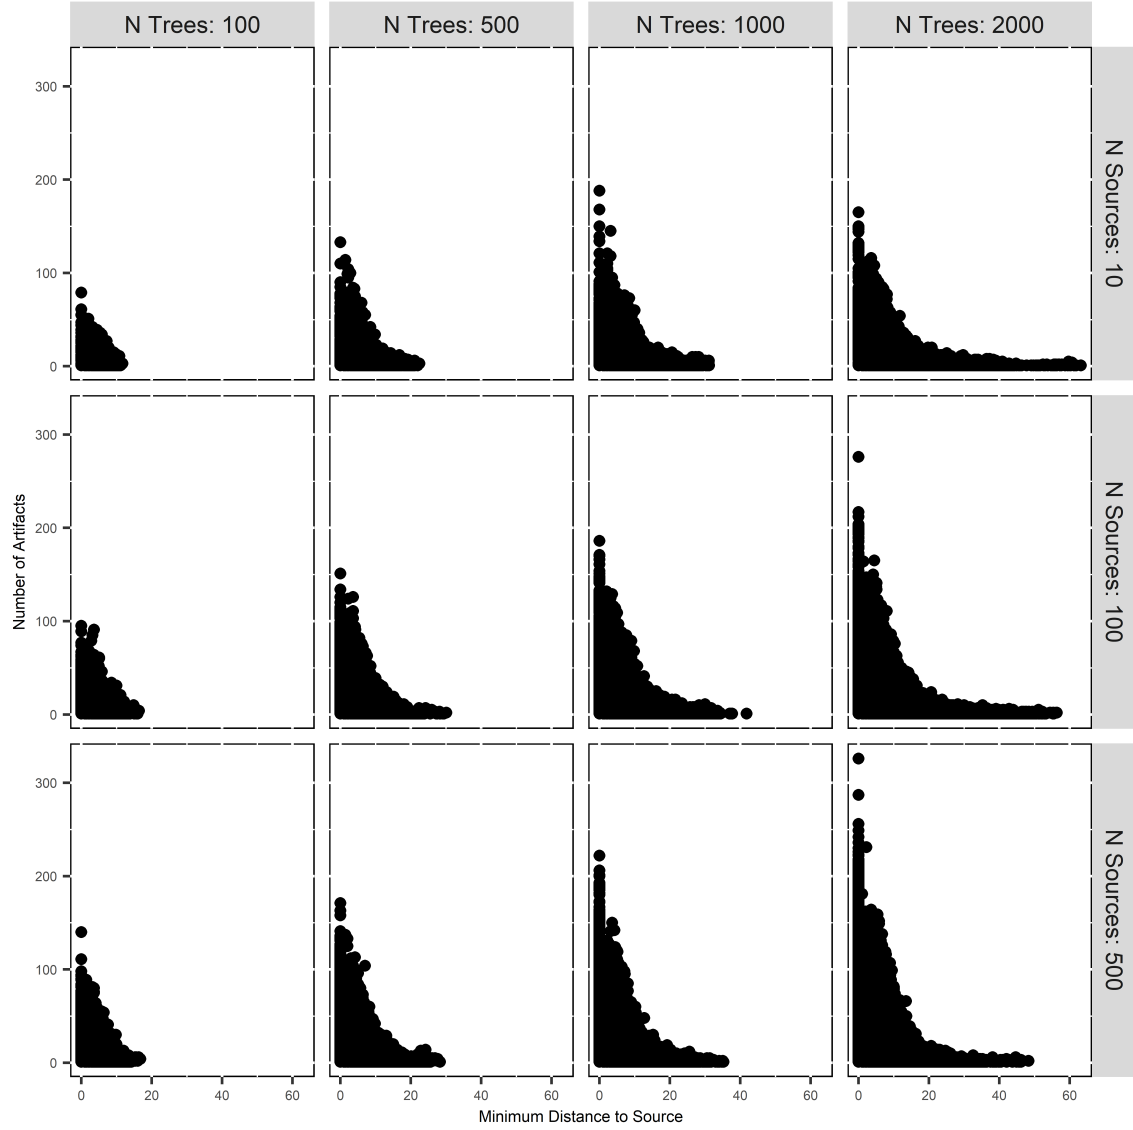 N Trees: 100
N Trees: 500
N Trees: 1000
N Trees: 2000
300
200
100
0
N Sources: 10
300
200
100
0
N Sources: 100
300
200
100
0
N Sources: 500
Number of Artifacts
0 20 40 60
0 20 40 60
0 20 40 60
0 20 40 60
Minimum Distance to Source